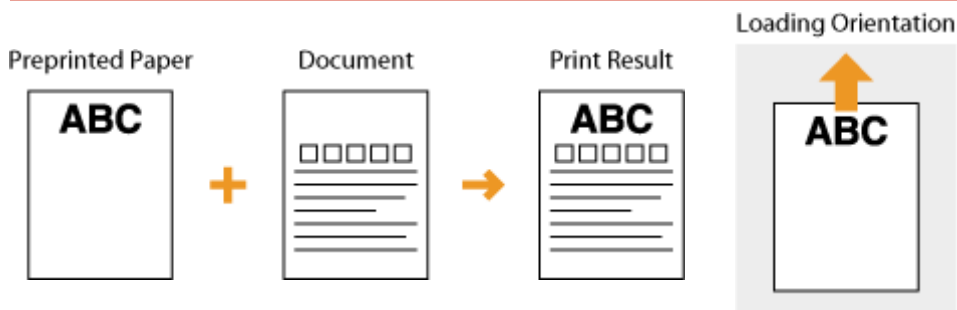 Loading Orientation
Preprinted Paper
Document
Print Result
ABC
ABC
ABC